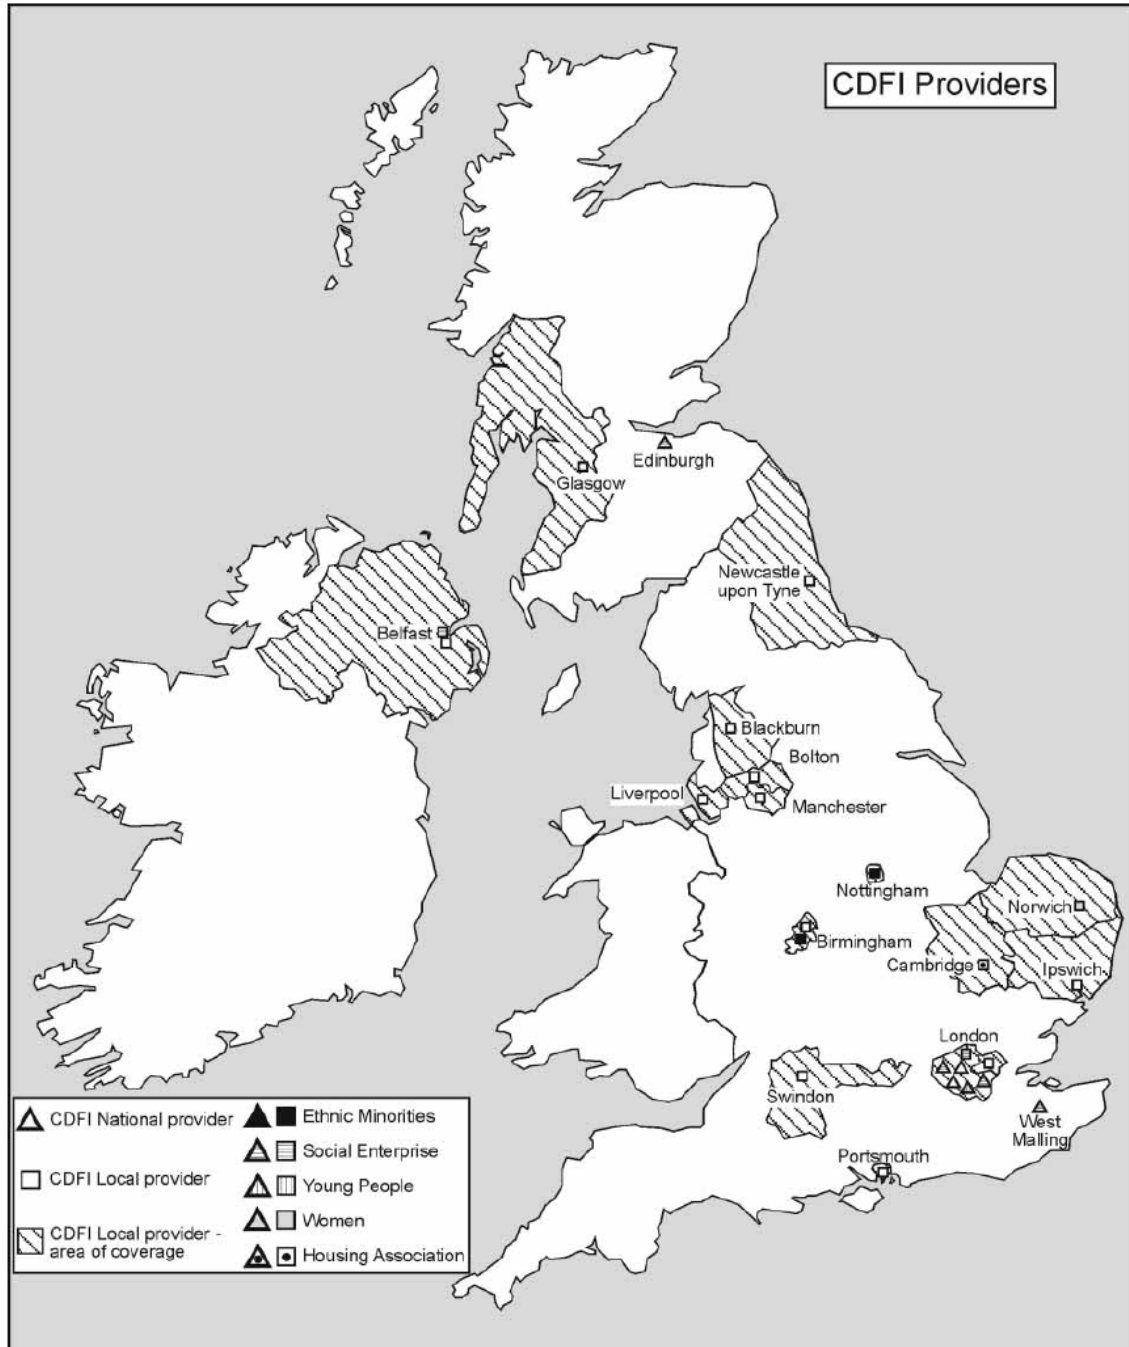 CDFI Providers
Edinburgh
Glasgow
Newcastle
upon Tyne
Belfast
Blackburn
Bolton
Liverpool
Manchester
Nottingham
Norwich
Birmingham
Cambridge
Ipswich
London
Swindon
West
Malling
Portsmouth
CDFI National provider
CDFI Local provider
CDFI Local provider -
area of coverage
Ethnic Minorities
Social Enterprise
Young People
Women
Housing Association